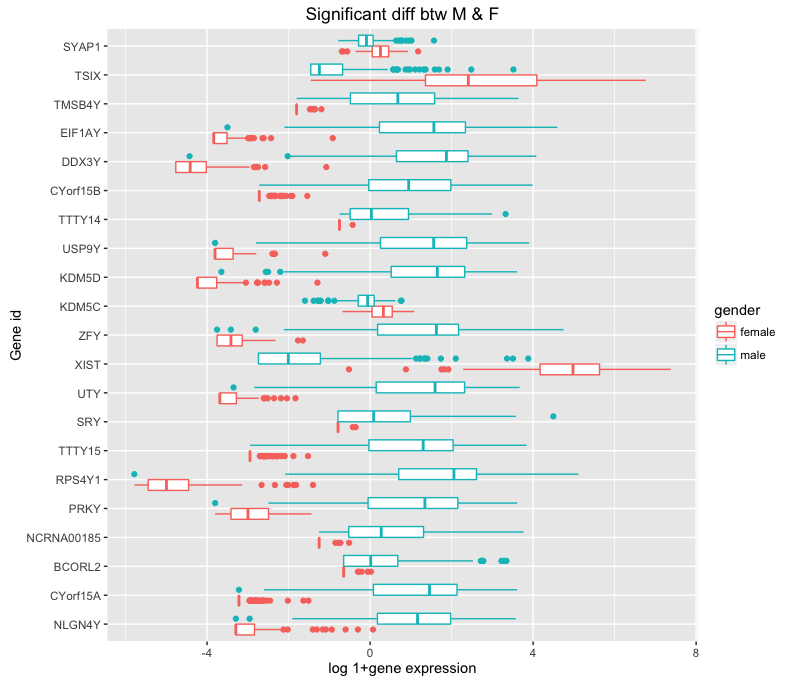 Significant diff btw M & F
Gene id
SYAP1
TSIX
TMSB4Y
EIF1AY
DDX3Y
CYorf15B
TTTY14
USP9Y
KDM5D
KDM5C
ZFY
XIST
UTY
SRY
TTTY15
RPS4Y1
PRKY
NCRNA00185
BCORL2
CYorf15A
NLGN4Y
-4 0 4 8
log 1+gene expression
gender
female
male